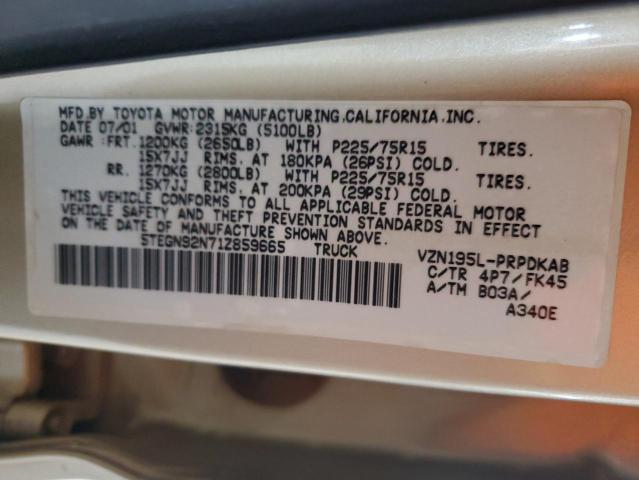 MFD.BY TOYOTA MOTOR MANUFACTURING.CALIFORNIA.INC.
DATE 07/01 GVWR:2315KG (5100LB)
GAWR:FRT.1200KG (2650LB) WITH P225/75R15 TIRES.
15X7JJ RIMS. AT 180KPA (26PSI) COLD.
RR. 1270KG (2800LB) WITH P225/75R15 TIRES.
15X7JJ RIMS. AT 200KPA (29PSI) COLD.
THIS VEHICLE CONFORMS TO ALL APPLICABLE FEDERAL MOTOR
VEHICLE SAFETY AND THEFT PREVENTION STANDARDS IN EFFECT
ON THE DATE OF MANUFACTURE SHOWN ABOVE.
5TEGN92N71Z859665 TRUCK VZN195L-PRPDKAB
C/TR 4P7/FK45
A/TM B03A/
A340E